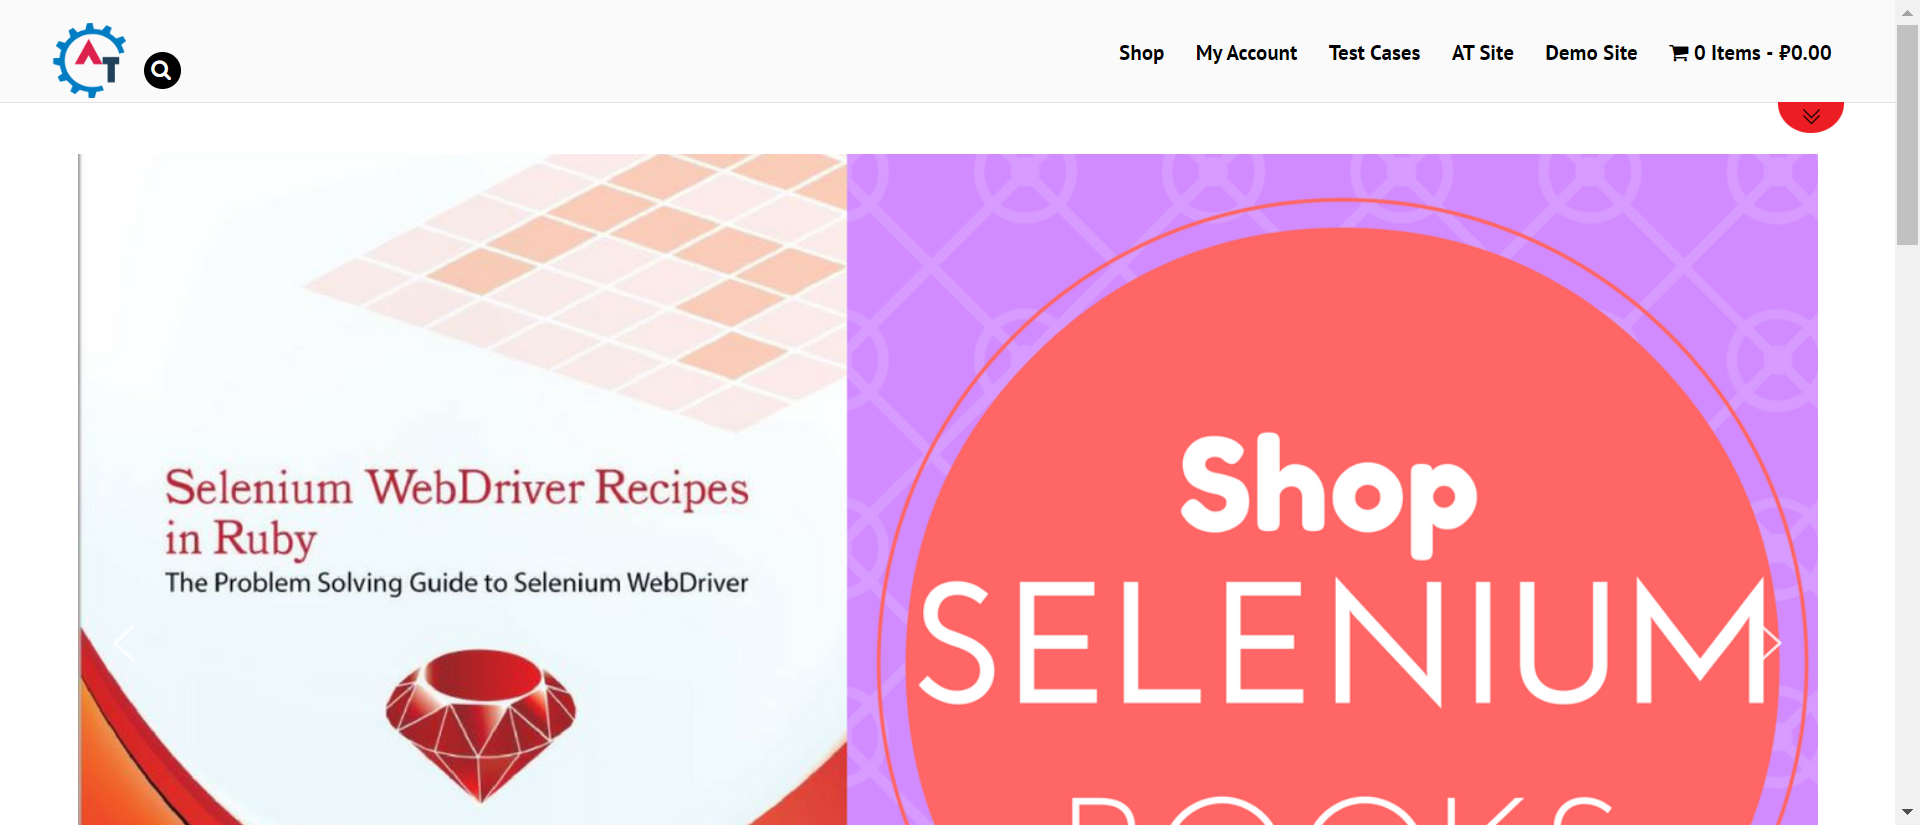 AT
Shop
My Account
Test Cases
AT Site
Demo Site
0 Items - ₽0.00
Selenium WebDriver Recipes
in Ruby
The Problem Solving Guide to Selenium WebDriver
Shop
SELENIUM
BOOKS